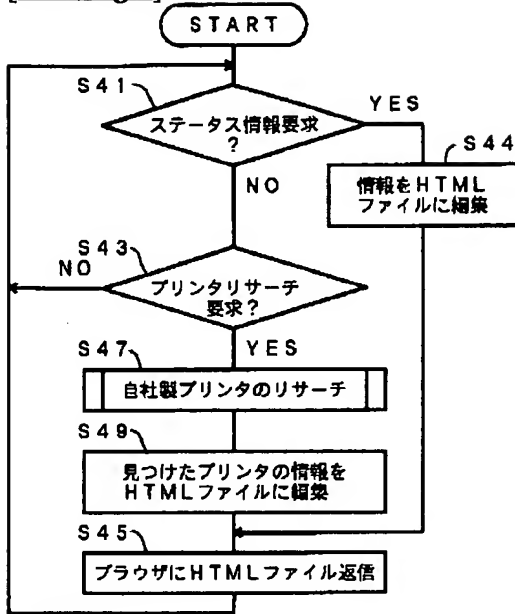 START
S41
ステータス情報要求
?
YES
S44
情報をHTML
ファイルに編集
NO
S43
NO
プリンタリサーチ
要求?
YES
S47
自社製プリンタのリサーチ
S49
見つけたプリンタの情報を
HTMLファイルに編集
S45
ブラウザにHTMLファイル返信